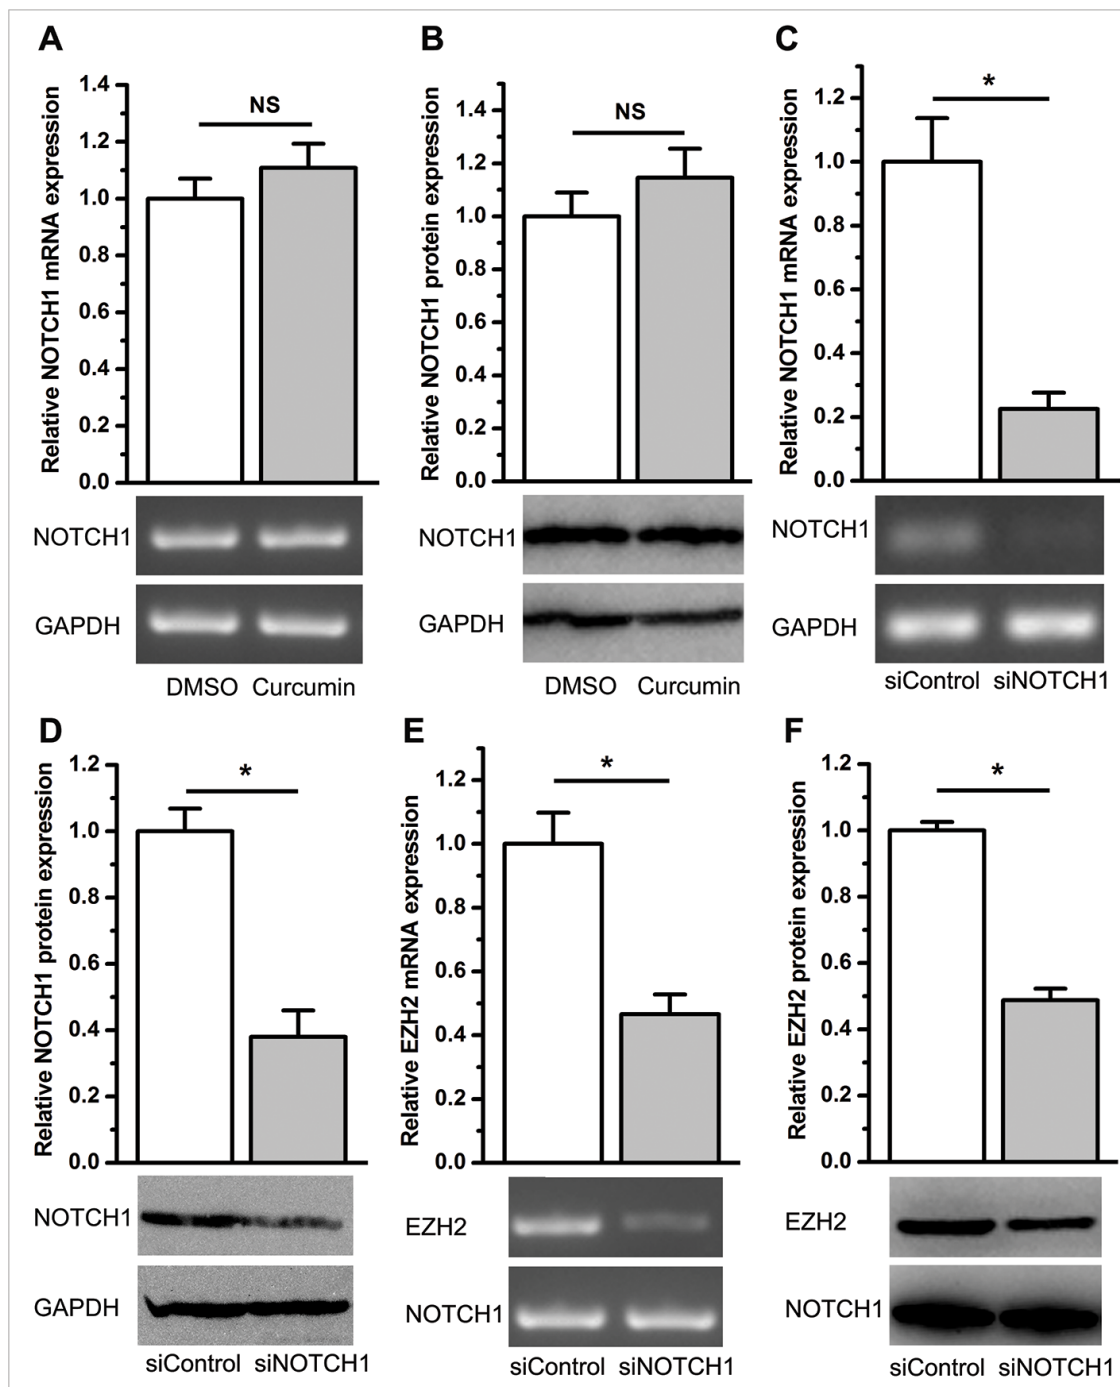 A
Relative NOTCH1 mRNA expression
1.4
1.2
1.0
0.8
0.6
0.4
0.2
0.0
NS
NOTCH1
GAPDH
DMSO Curcumin
B
Relative NOTCH1 protein expression
1.4
1.2
1.0
0.8
0.6
0.4
0.2
0.0
NS
NOTCH1
GAPDH
DMSO Curcumin
C
Relative NOTCH1 mRNA expression
1.2
1.0
0.8
0.6
0.4
0.2
0.0
*
NOTCH1
GAPDH
siControl siNOTCH1
D
Relative NOTCH1 protein expression
1.2
1.0
0.8
0.6
0.4
0.2
0.0
*
NOTCH1
GAPDH
siControl siNOTCH1
E
Relative EZH2 mRNA expression
1.2
1.0
0.8
0.6
0.4
0.2
0.0
*
EZH2
NOTCH1
siControl siNOTCH1
F
Relative EZH2 protein expression
1.2
1.0
0.8
0.6
0.4
0.2
0.0
*
EZH2
NOTCH1
siControl siNOTCH1